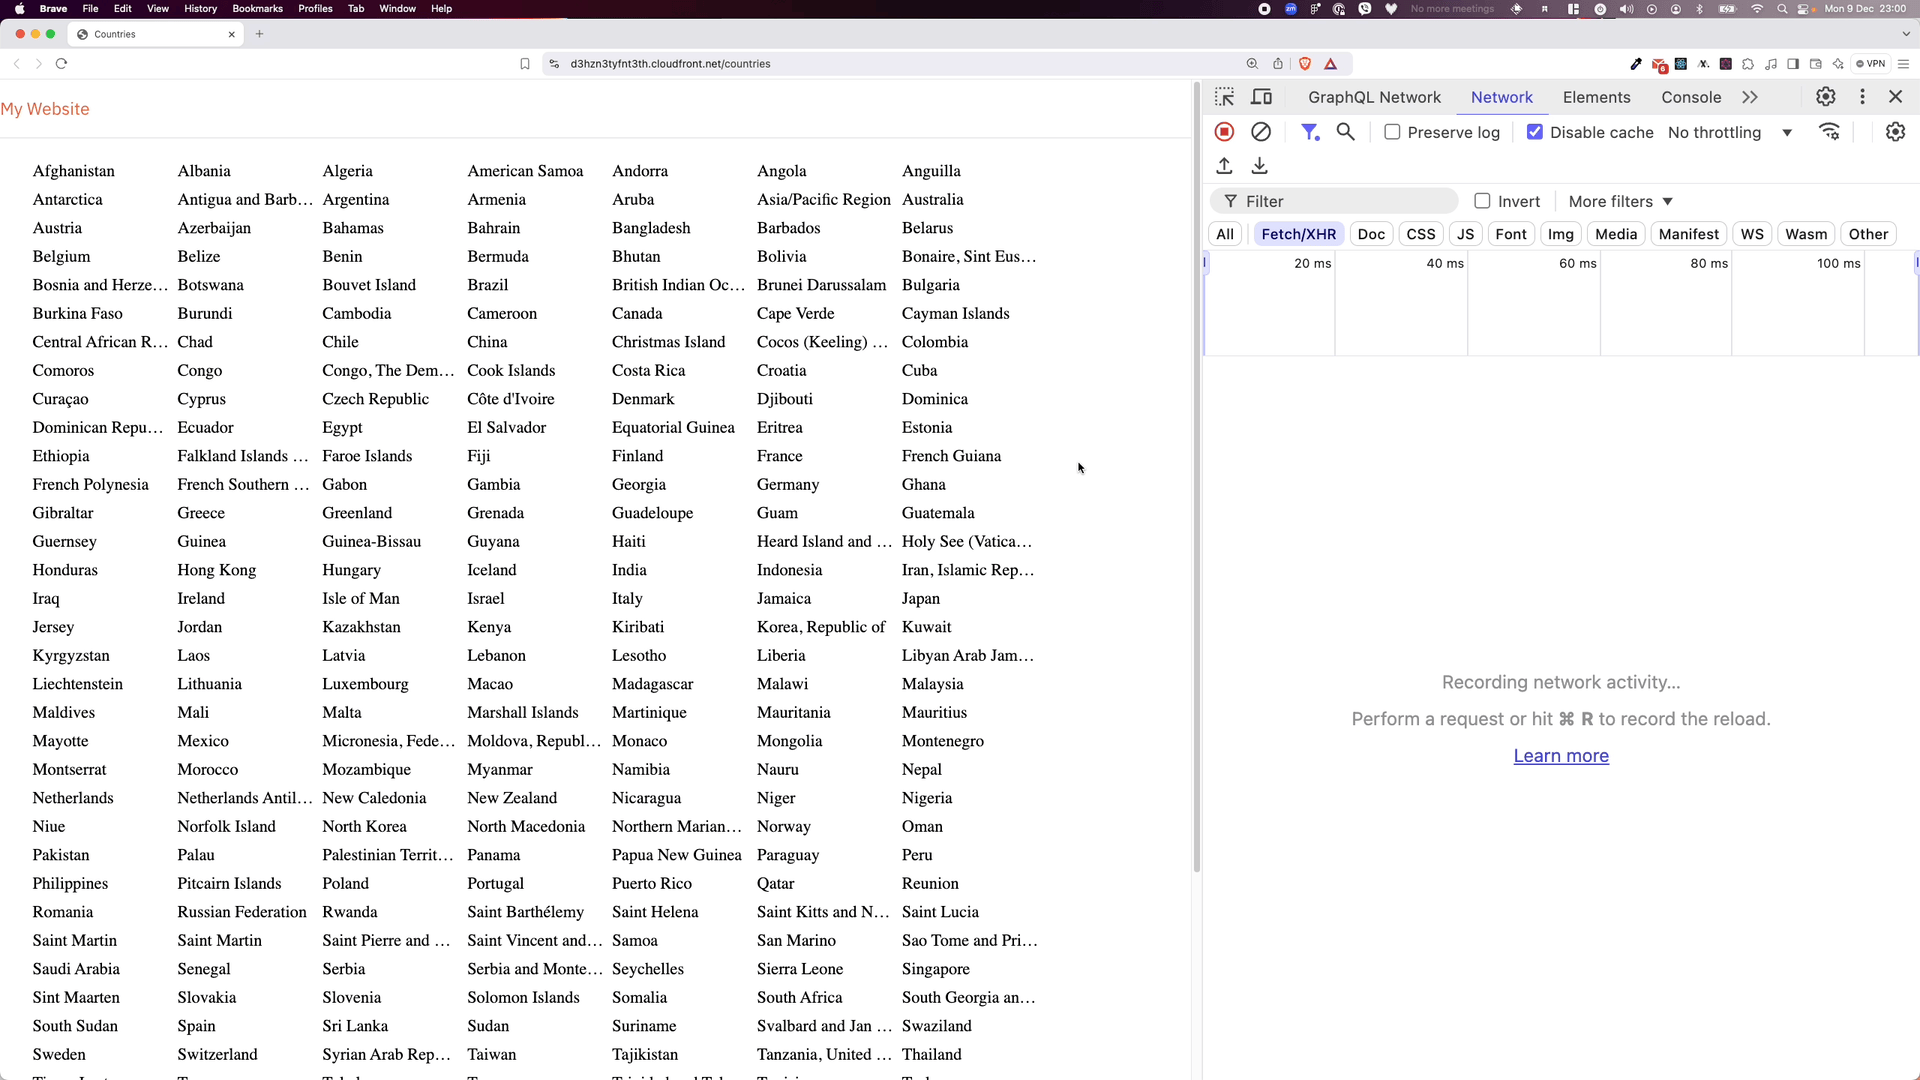 Brave File Edit View History Bookmarks Profiles Tab Window Help No more meetings Mon 9 Dec 23:00
Countries
d3hzn3tyfnt3th.cloudfront.net/countries VPN
My Website
Afghanistan Albania Algeria American Samoa Andorra Angola Anguilla
Antarctica Antigua and Barb… Argentina Armenia Aruba Asia/Pacific Region Australia
Austria Azerbaijan Bahamas Bahrain Bangladesh Barbados Belarus
Belgium Belize Benin Bermuda Bhutan Bolivia Bonaire, Sint Eus…
Bosnia and Herze… Botswana Bouvet Island Brazil British Indian Oc… Brunei Darussalam Bulgaria
Burkina Faso Burundi Cambodia Cameroon Canada Cape Verde Cayman Islands
Central African R… Chad Chile China Christmas Island Cocos (Keeling) … Colombia
Comoros Congo Congo, The Dem… Cook Islands Costa Rica Croatia Cuba
Curaçao Cyprus Czech Republic Côte d'Ivoire Denmark Djibouti Dominica
Dominican Repu… Ecuador Egypt El Salvador Equatorial Guinea Eritrea Estonia
Ethiopia Falkland Islands … Faroe Islands Fiji Finland France French Guiana
French Polynesia French Southern … Gabon Gambia Georgia Germany Ghana
Gibraltar Greece Greenland Grenada Guadeloupe Guam Guatemala
Guernsey Guinea Guinea-Bissau Guyana Haiti Heard Island and … Holy See (Vatica…
Honduras Hong Kong Hungary Iceland India Indonesia Iran, Islamic Rep…
Iraq Ireland Isle of Man Israel Italy Jamaica Japan
Jersey Jordan Kazakhstan Kenya Kiribati Korea, Republic of Kuwait
Kyrgyzstan Laos Latvia Lebanon Lesotho Liberia Libyan Arab Jam…
Liechtenstein Lithuania Luxembourg Macao Madagascar Malawi Malaysia
Maldives Mali Malta Marshall Islands Martinique Mauritania Mauritius
Mayotte Mexico Micronesia, Fede… Moldova, Republ… Monaco Mongolia Montenegro
Montserrat Morocco Mozambique Myanmar Namibia Nauru Nepal
Netherlands Netherlands Antil… New Caledonia New Zealand Nicaragua Niger Nigeria
Niue Norfolk Island North Korea North Macedonia Northern Marian… Norway Oman
Pakistan Palau Palestinian Territ… Panama Papua New Guinea Paraguay Peru
Philippines Pitcairn Islands Poland Portugal Puerto Rico Qatar Reunion
Romania Russian Federation Rwanda Saint Barthélemy Saint Helena Saint Kitts and N… Saint Lucia
Saint Martin Saint Martin Saint Pierre and … Saint Vincent and… Samoa San Marino Sao Tome and Pri…
Saudi Arabia Senegal Serbia Serbia and Monte… Seychelles Sierra Leone Singapore
Sint Maarten Slovakia Slovenia Solomon Islands Somalia South Africa South Georgia an…
South Sudan Spain Sri Lanka Sudan Suriname Svalbard and Jan … Swaziland
Sweden Switzerland Syrian Arab Rep… Taiwan Tajikistan Tanzania, United … Thailand
GraphQL Network Network Elements Console
Preserve log Disable cache No throttling
Filter Invert More filters
All Fetch/XHR Doc CSS JS Font Img Media Manifest WS Wasm Other
20 ms 40 ms 60 ms 80 ms 100 ms
Recording network activity...
Perform a request or hit ⌘ R to record the reload.
Learn more